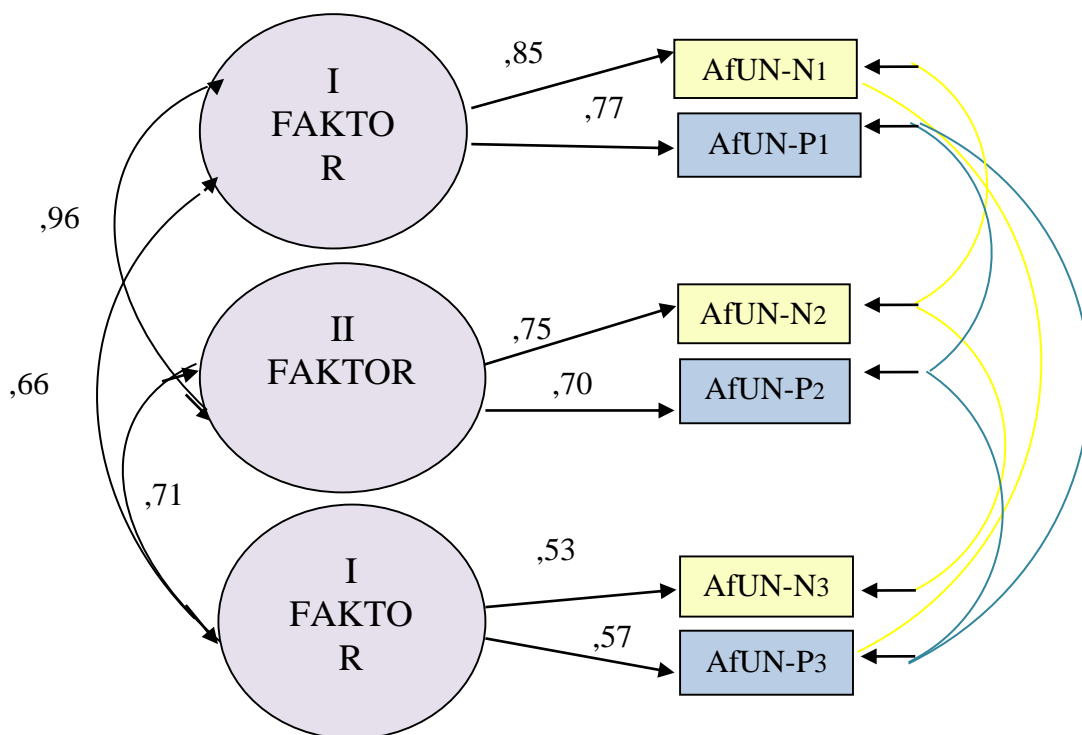 I
FAKTO
R
,85
,77
AfUN-N1
AfUN-P1
,96
II
FAKTOR
,75
,70
AfUN-N2
AfUN-P2
,66
,71
I
FAKTO
R
,53
,57
AfUN-N3
AfUN-P3